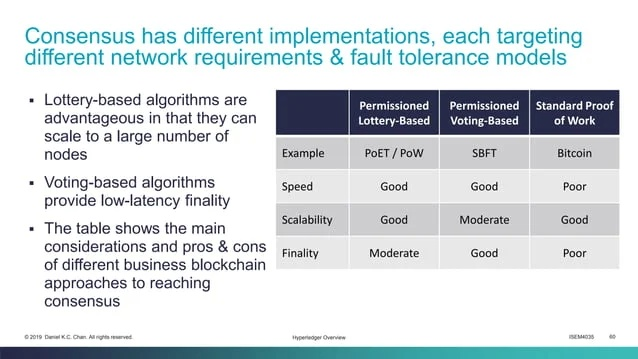 Consensus has different implementations, each targeting
different network requirements & fault tolerance models
▪ Lottery-based algorithms are
advantageous in that they can
scale to a large number of
nodes
▪ Voting-based algorithms
provide low-latency finality
▪ The table shows the main
considerations and pros & cons
of different business blockchain
approaches to reaching
consensus
Permissioned Permissioned Standard Proof
Lottery-Based Voting-Based of Work
Example PoET / PoW SBFT Bitcoin
Speed Good Good Poor
Scalability Good Moderate Good
Finality Moderate Good Poor
© 2019 Daniel K.C. Chan. All rights reserved. Hyperledger Overview ISEM4035 60